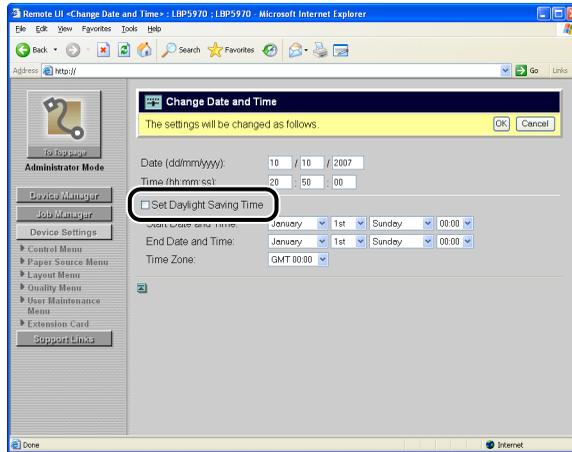 Remote UI <Change Date and Time> : LBP5970 ; LBP5970 - Microsoft Internet Explorer
File Edit View Favorites Tools Help
Back Search Favorites
Address http:// Go Links
To Top page
Administrator Mode
Device Manager
Job Manager
Device Settings
Control Menu
Paper Source Menu
Layout Menu
Quality Menu
User Maintenance
Menu
Extension Card
Support Links
Change Date and Time
The settings will be changed as follows. OK Cancel
Date (dd/mm/yyyy): 10 / 10 / 2007
Time (hh:mm:ss): 20 : 50 : 00
Set Daylight Saving Time
Start Date and Time: January 1st Sunday 00:00
End Date and Time: January 1st Sunday 00:00
Time Zone: GMT 00:00
Done Internet